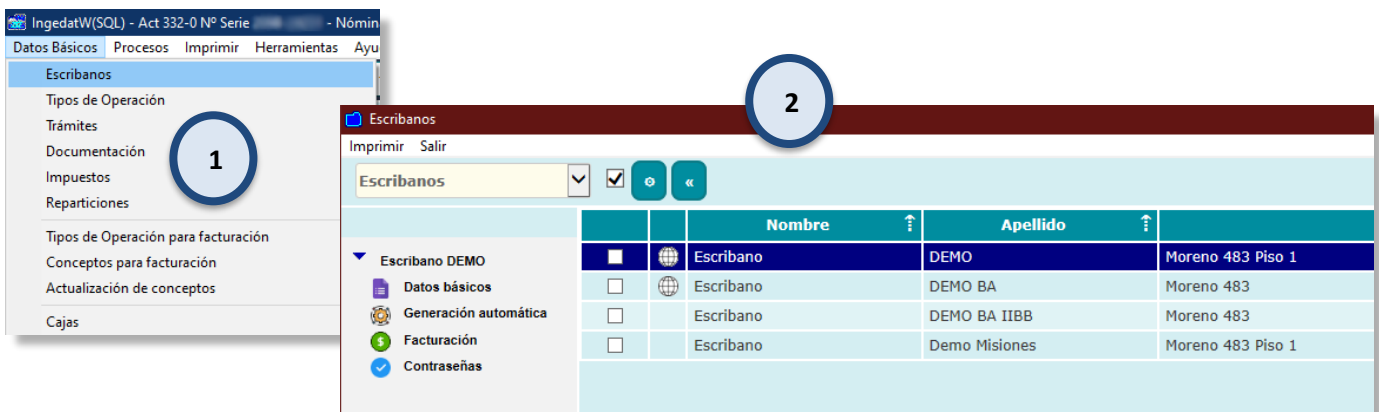 IngedatW(SQL) - Act 332-0 Nº Serie - Nómin
Datos Básicos Procesos Imprimir Herramientas Ayu
Escribanos
Tipos de Operación
Trámites
Documentación
Impuestos
Reparticiones
Tipos de Operación para facturación
Conceptos para facturación
Actualización de conceptos
Cajas
1
2
Escribanos
Imprimir Salir
Escribanos
«
Nombre Apellido
Escribano DEMO
Datos básicos
Generación automática
Facturación
Contraseñas
Escribano DEMO Moreno 483 Piso 1
Escribano DEMO BA Moreno 483
Escribano DEMO BA IIBB Moreno 483
Escribano Demo Misiones Moreno 483 Piso 1